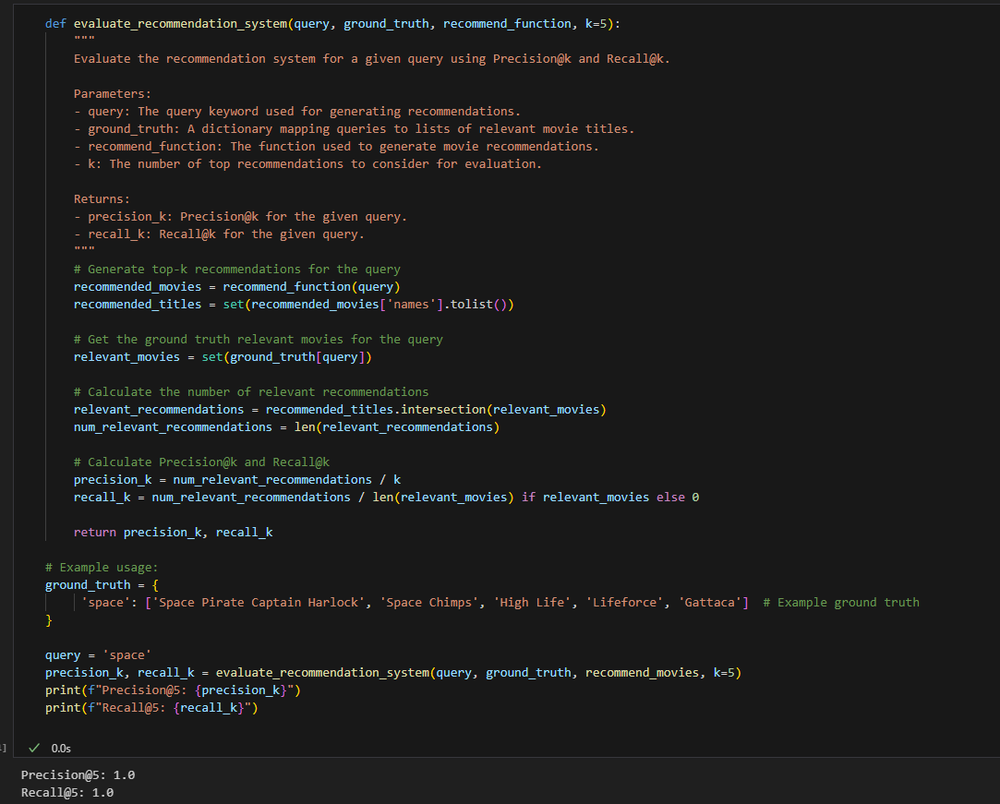 def evaluate_recommendation_system(query, ground_truth, recommend_function, k=5):
"""
Evaluate the recommendation system for a given query using Precision@k and Recall@k.
Parameters:
- query: The query keyword used for generating recommendations.
- ground_truth: A dictionary mapping queries to lists of relevant movie titles.
- recommend_function: The function used to generate movie recommendations.
- k: The number of top recommendations to consider for evaluation.
Returns:
- precision_k: Precision@k for the given query.
- recall_k: Recall@k for the given query.
"""
# Generate top-k recommendations for the query
recommended_movies = recommend_function(query)
recommended_titles = set(recommended_movies['names'].tolist())
# Get the ground truth relevant movies for the query
relevant_movies = set(ground_truth[query])
# Calculate the number of relevant recommendations
relevant_recommendations = recommended_titles.intersection(relevant_movies)
num_relevant_recommendations = len(relevant_recommendations)
# Calculate Precision@k and Recall@k
precision_k = num_relevant_recommendations / k
recall_k = num_relevant_recommendations / len(relevant_movies) if relevant_movies else 0
return precision_k, recall_k
# Example usage:
ground_truth = {
'space': ['Space Pirate Captain Harlock', 'Space Chimps', 'High Life', 'Lifeforce', 'Gattaca']  # Example ground truth
}
query = 'space'
precision_k, recall_k = evaluate_recommendation_system(query, ground_truth, recommend_movies, k=5)
print(f"Precision@5: {precision_k}")
print(f"Recall@5: {recall_k}")
] 0.0s
Precision@5: 1.0
Recall@5: 1.0